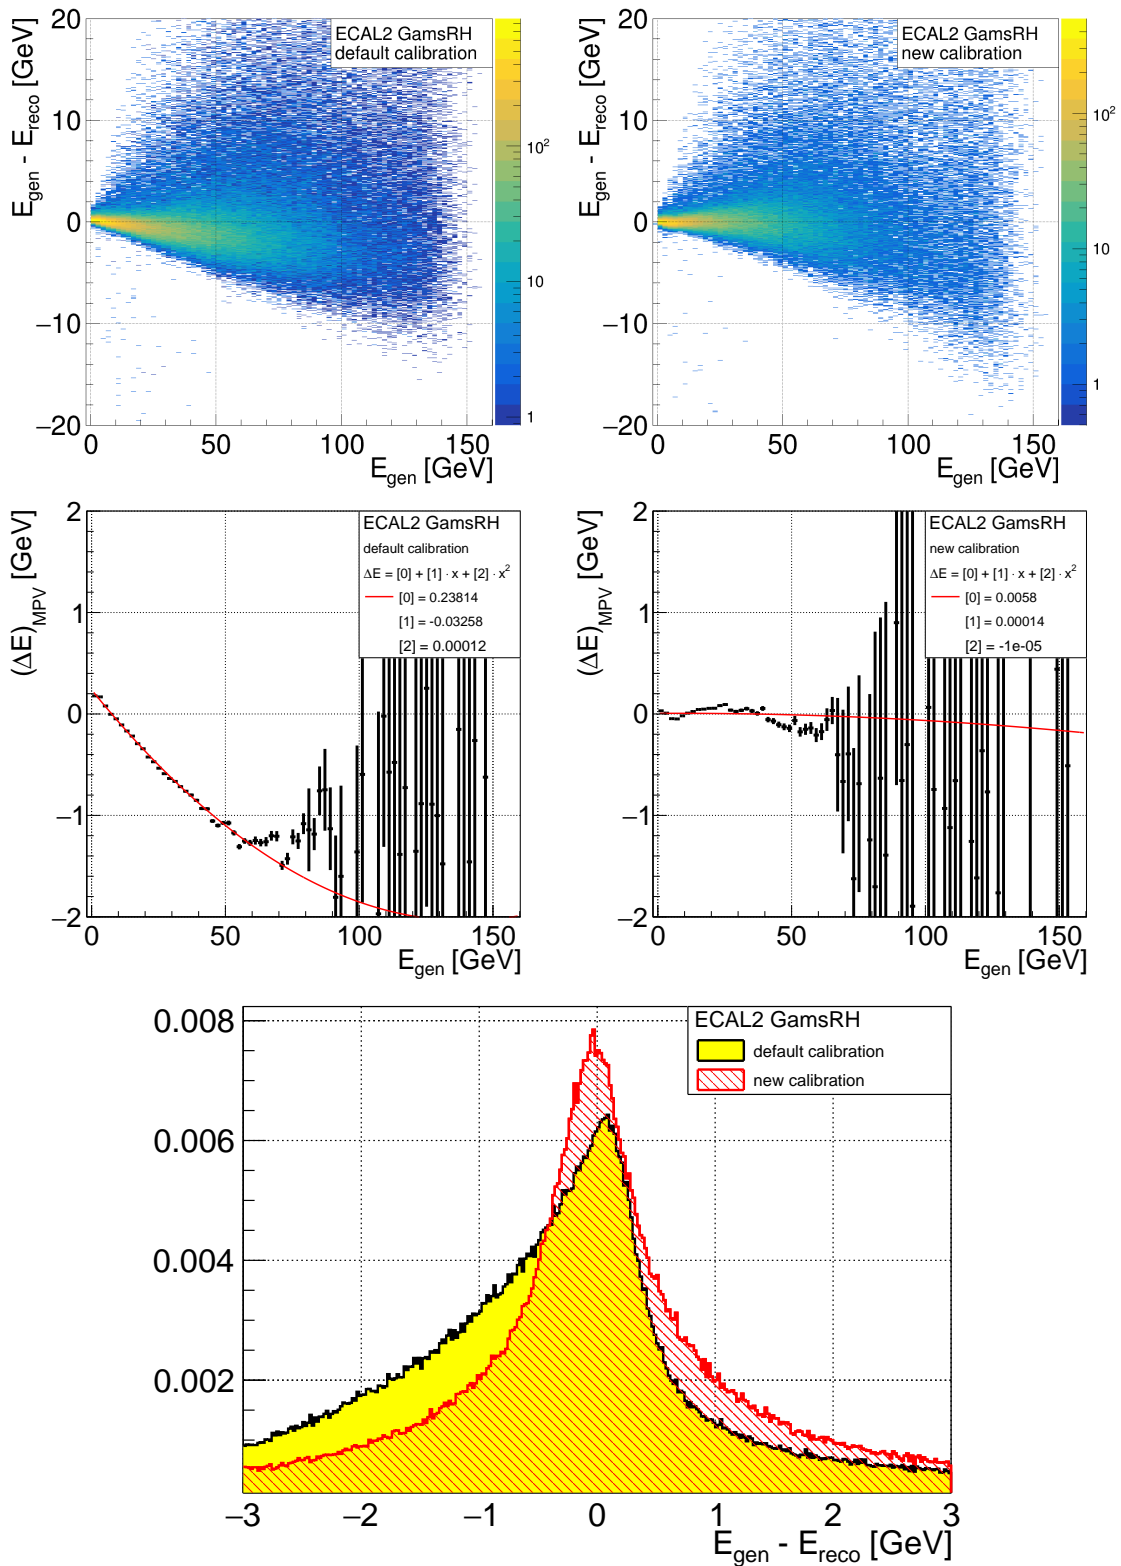 20
10
0
−10
−20
E_gen - E_reco [GeV]
ECAL2 GamsRH
default calibration
10²
10
1
0 50 100 150
E_gen [GeV]
20
10
0
−10
−20
E_gen - E_reco [GeV]
ECAL2 GamsRH
new calibration
10²
10
1
0 50 100 150
E_gen [GeV]
2
1
0
−1
−2
(ΔE)_MPV [GeV]
ECAL2 GamsRH
default calibration
ΔE = [0] + [1] · x + [2] · x²
[0] = 0.23814
[1] = -0.03258
[2] = 0.00012
0 50 100 150
E_gen [GeV]
2
1
0
−1
−2
(ΔE)_MPV [GeV]
ECAL2 GamsRH
new calibration
ΔE = [0] + [1] · x + [2] · x²
[0] = 0.0058
[1] = 0.00014
[2] = -1e-05
0 50 100 150
E_gen [GeV]
0.008
0.006
0.004
0.002
ECAL2 GamsRH
default calibration
new calibration
−3 −2 −1 0 1 2 3
E_gen - E_reco [GeV]